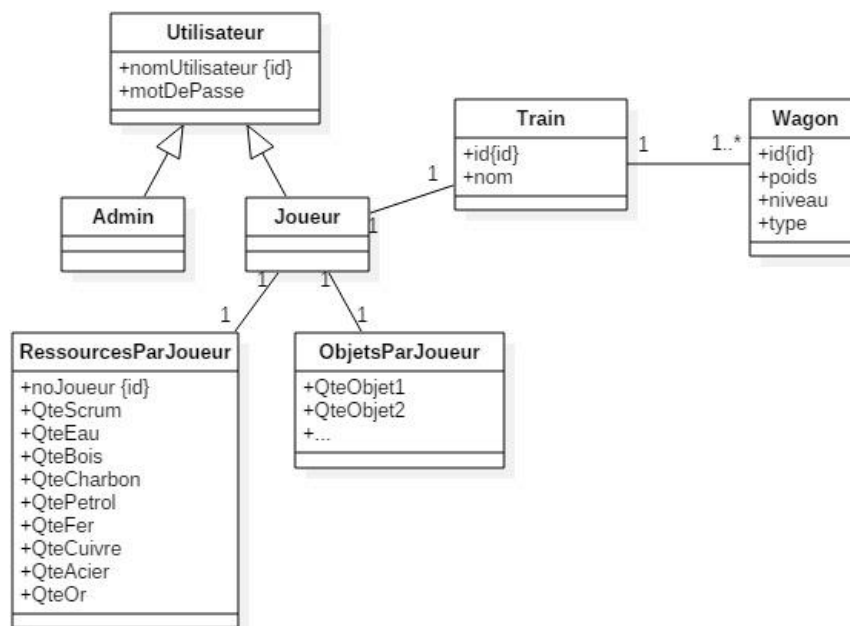 Utilisateur
+nomUtilisateur {id}
+motDePasse
Admin
Joueur
1
1
Train
+id{id}
+nom
1
1..*
Wagon
+id{id}
+poids
+niveau
+type
1
1
1
1
RessourcesParJoueur
+noJoueur {id}
+QteScrum
+QteEau
+QteBois
+QteCharbon
+QtePetrol
+QteFer
+QteCuivre
+QteAcier
+QteOr
ObjetsParJoueur
+QteObjet1
+QteObjet2
+...